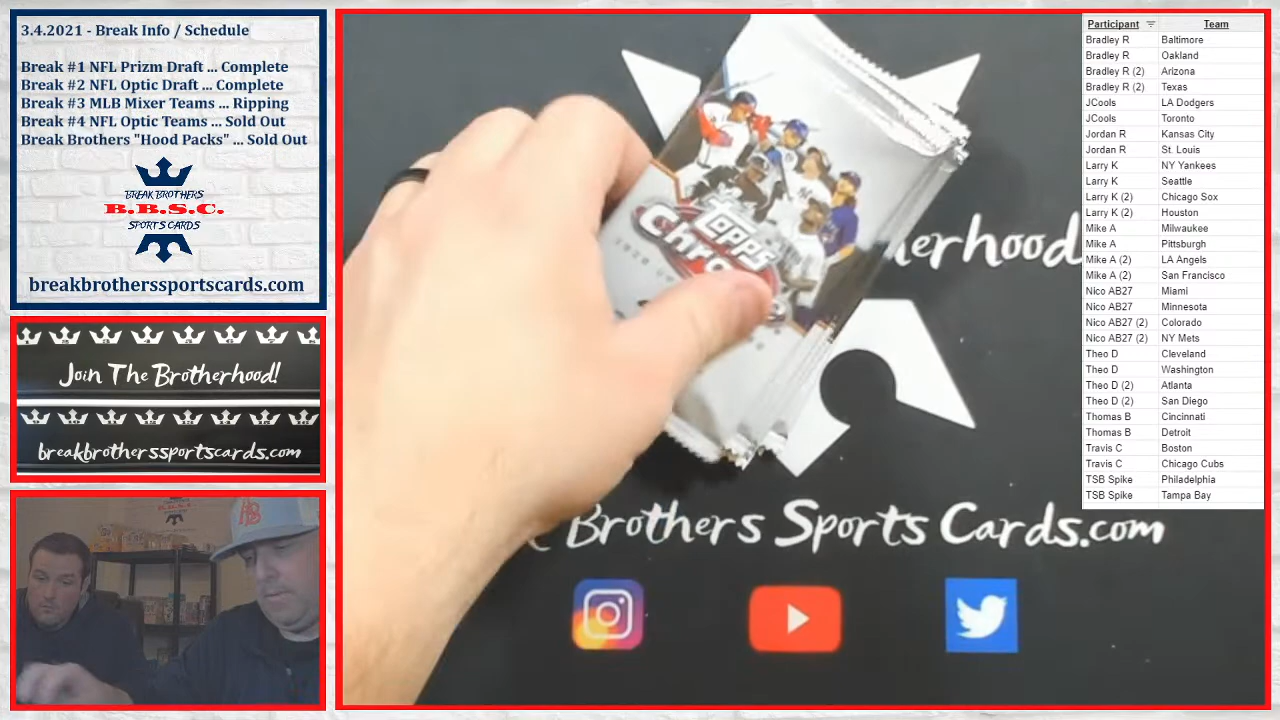 3.4.2021 - Break Info / Schedule
Break #1 NFL Prizm Draft ... Complete
Break #2 NFL Optic Draft ... Complete
Break #3 MLB Mixer Teams ... Ripping
Break #4 NFL Optic Teams ... Sold Out
Break Brothers "Hood Packs" ... Sold Out
BREAK BROTHERS
B.B.S.C.
SPORTS CARDS
breakbrotherssportscards.com
Join The Brotherhood!
breakbrotherssportscards.com
Topps
erhood
Brothers Sports Cards.com
Participant Team
Bradley R Baltimore
Bradley R Oakland
Bradley R (2) Arizona
Bradley R (2) Texas
JCools LA Dodgers
JCools Toronto
Jordan R Kansas City
Jordan R St. Louis
Larry K NY Yankees
Larry K Seattle
Larry K (2) Chicago Sox
Larry K (2) Houston
Mike A Milwaukee
Mike A Pittsburgh
Mike A (2) LA Angels
Mike A (2) San Francisco
Nico AB27 Miami
Nico AB27 Minnesota
Nico AB27 (2) Colorado
Nico AB27 (2) NY Mets
Theo D Cleveland
Theo D Washington
Theo D (2) Atlanta
Theo D (2) San Diego
Thomas B Cincinnati
Thomas B Detroit
Travis C Boston
Travis C Chicago Cubs
TSB Spike Philadelphia
TSB Spike Tampa Bay